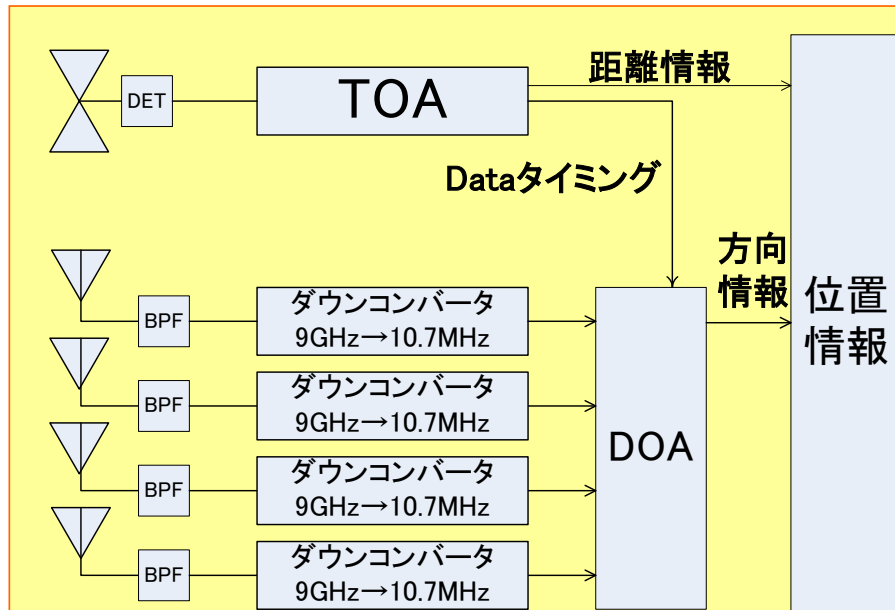 DET
TOA
距離情報
Dataタイミング
方向
情報
位置
情報
BPF
ダウンコンバータ
9GHz→10.7MHz
BPF
ダウンコンバータ
9GHz→10.7MHz
BPF
ダウンコンバータ
9GHz→10.7MHz
BPF
ダウンコンバータ
9GHz→10.7MHz
DOA